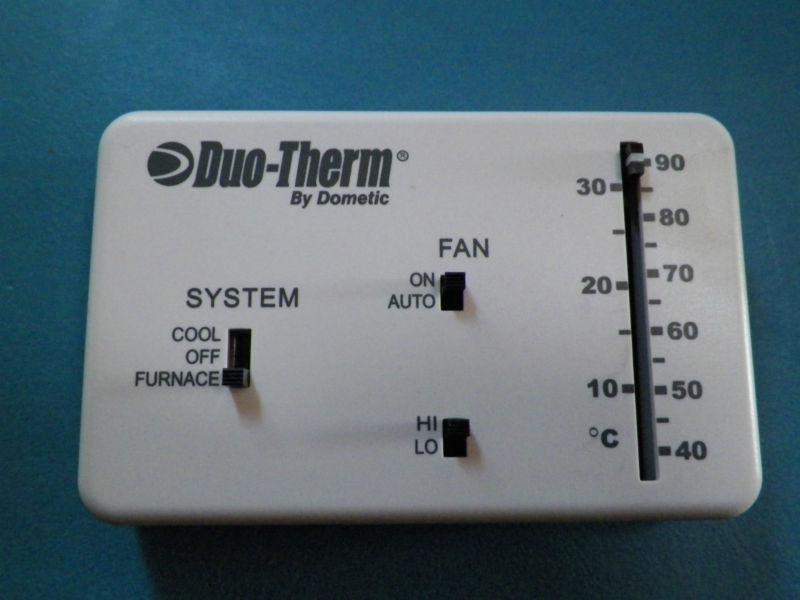 Duo-Therm®
By Dometic
SYSTEM
COOL
OFF
FURNACE
FAN
ON
AUTO
HI
LO
90
30
80
70
20
60
10
50
°C
40